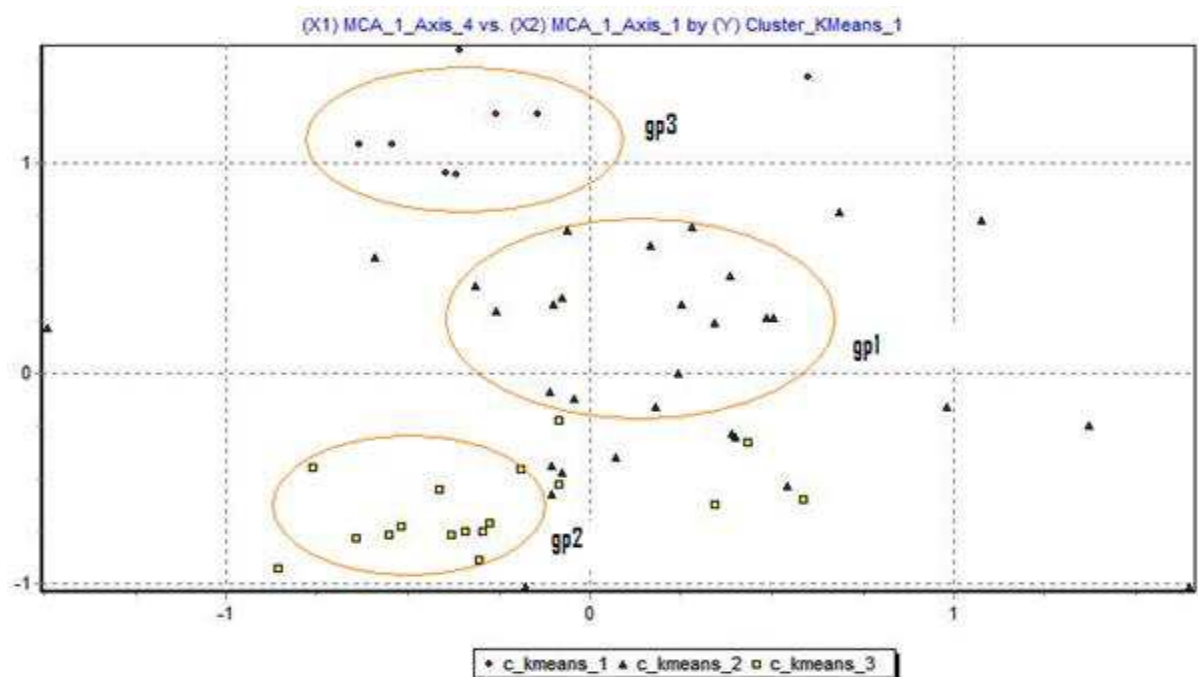 (X1) MCA_1_Axis_4 vs. (X2) MCA_1_Axis_1 by (Y) Cluster_KMeans_1
gp3
1
gp1
0
gp2
-1
-1 0 1
c_kmeans_1 c_kmeans_2 c_kmeans_3